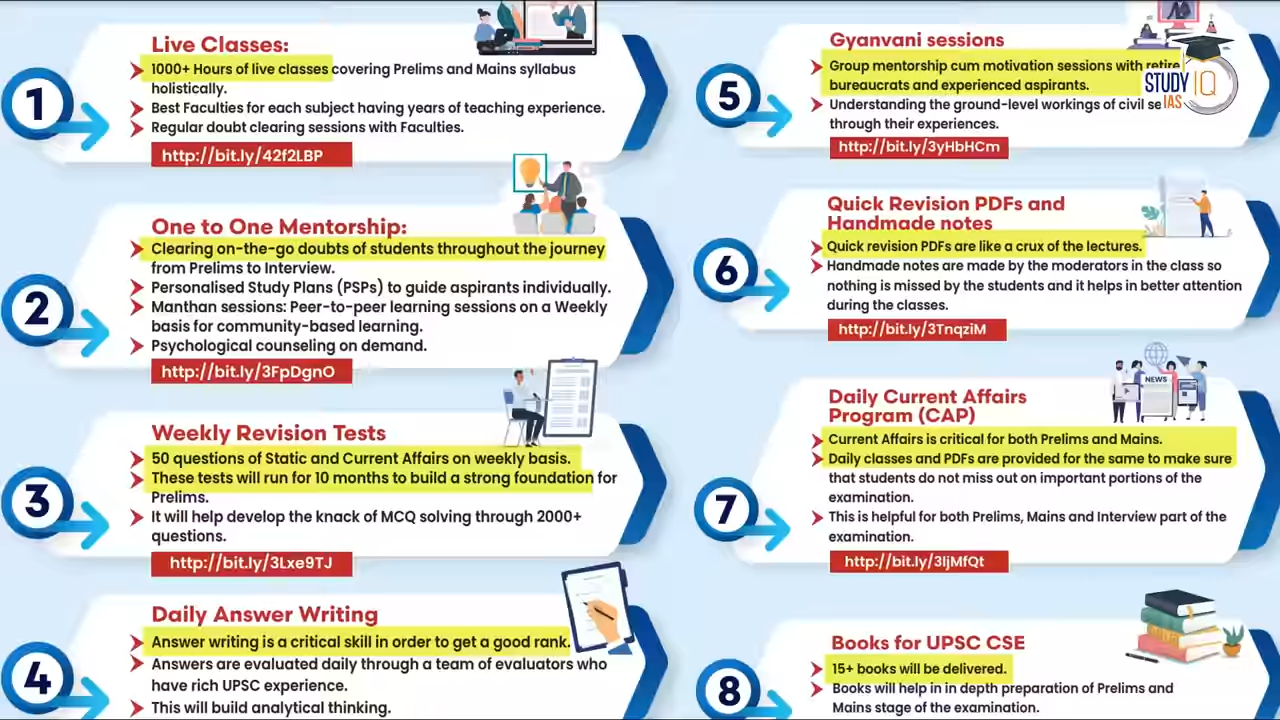 1
Live Classes:
1000+ Hours of live classes covering Prelims and Mains syllabus
holistically.
Best Faculties for each subject having years of teaching experience.
Regular doubt clearing sessions with Faculties.
http://bit.ly/42f2LBP
2
One to One Mentorship:
Clearing on-the-go doubts of students throughout the journey
from Prelims to Interview.
Personalised Study Plans (PSPs) to guide aspirants individually.
Manthan sessions: Peer-to-peer learning sessions on a Weekly
basis for community-based learning.
Psychological counseling on demand.
http://bit.ly/3FpDgnO
3
Weekly Revision Tests
50 questions of Static and Current Affairs on weekly basis.
These tests will run for 10 months to build a strong foundation for
Prelims.
It will help develop the knack of MCQ solving through 2000+
questions.
http://bit.ly/3Lxe9TJ
4
Daily Answer Writing
Answer writing is a critical skill in order to get a good rank.
Answers are evaluated daily through a team of evaluators who
have rich UPSC experience.
This will build analytical thinking.
5
Gyanvani sessions
Group mentorship cum motivation sessions with retire
bureaucrats and experienced aspirants.
Understanding the ground-level workings of civil se
through their experiences.
http://bit.ly/3yHbHCm
STUDY IQ
IAS
6
Quick Revision PDFs and
Handmade notes
Quick revision PDFs are like a crux of the lectures.
Handmade notes are made by the moderators in the class so
nothing is missed by the students and it helps in better attention
during the classes.
http://bit.ly/3TnqziM
NEWS
7
Daily Current Affairs
Program (CAP)
Current Affairs is critical for both Prelims and Mains.
Daily classes and PDFs are provided for the same to make sure
that students do not miss out on important portions of the
examination.
This is helpful for both Prelims, Mains and Interview part of the
examination.
http://bit.ly/3ljMfQt
8
Books for UPSC CSE
15+ books will be delivered.
Books will help in in depth preparation of Prelims and
Mains stage of the examination.